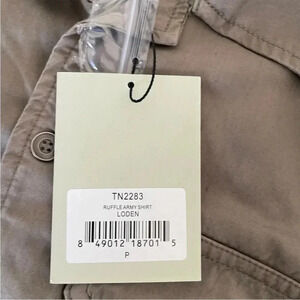 TN2283
RUFFLE ARMY SHIRT
LODEN
8 49012 18701 5
P